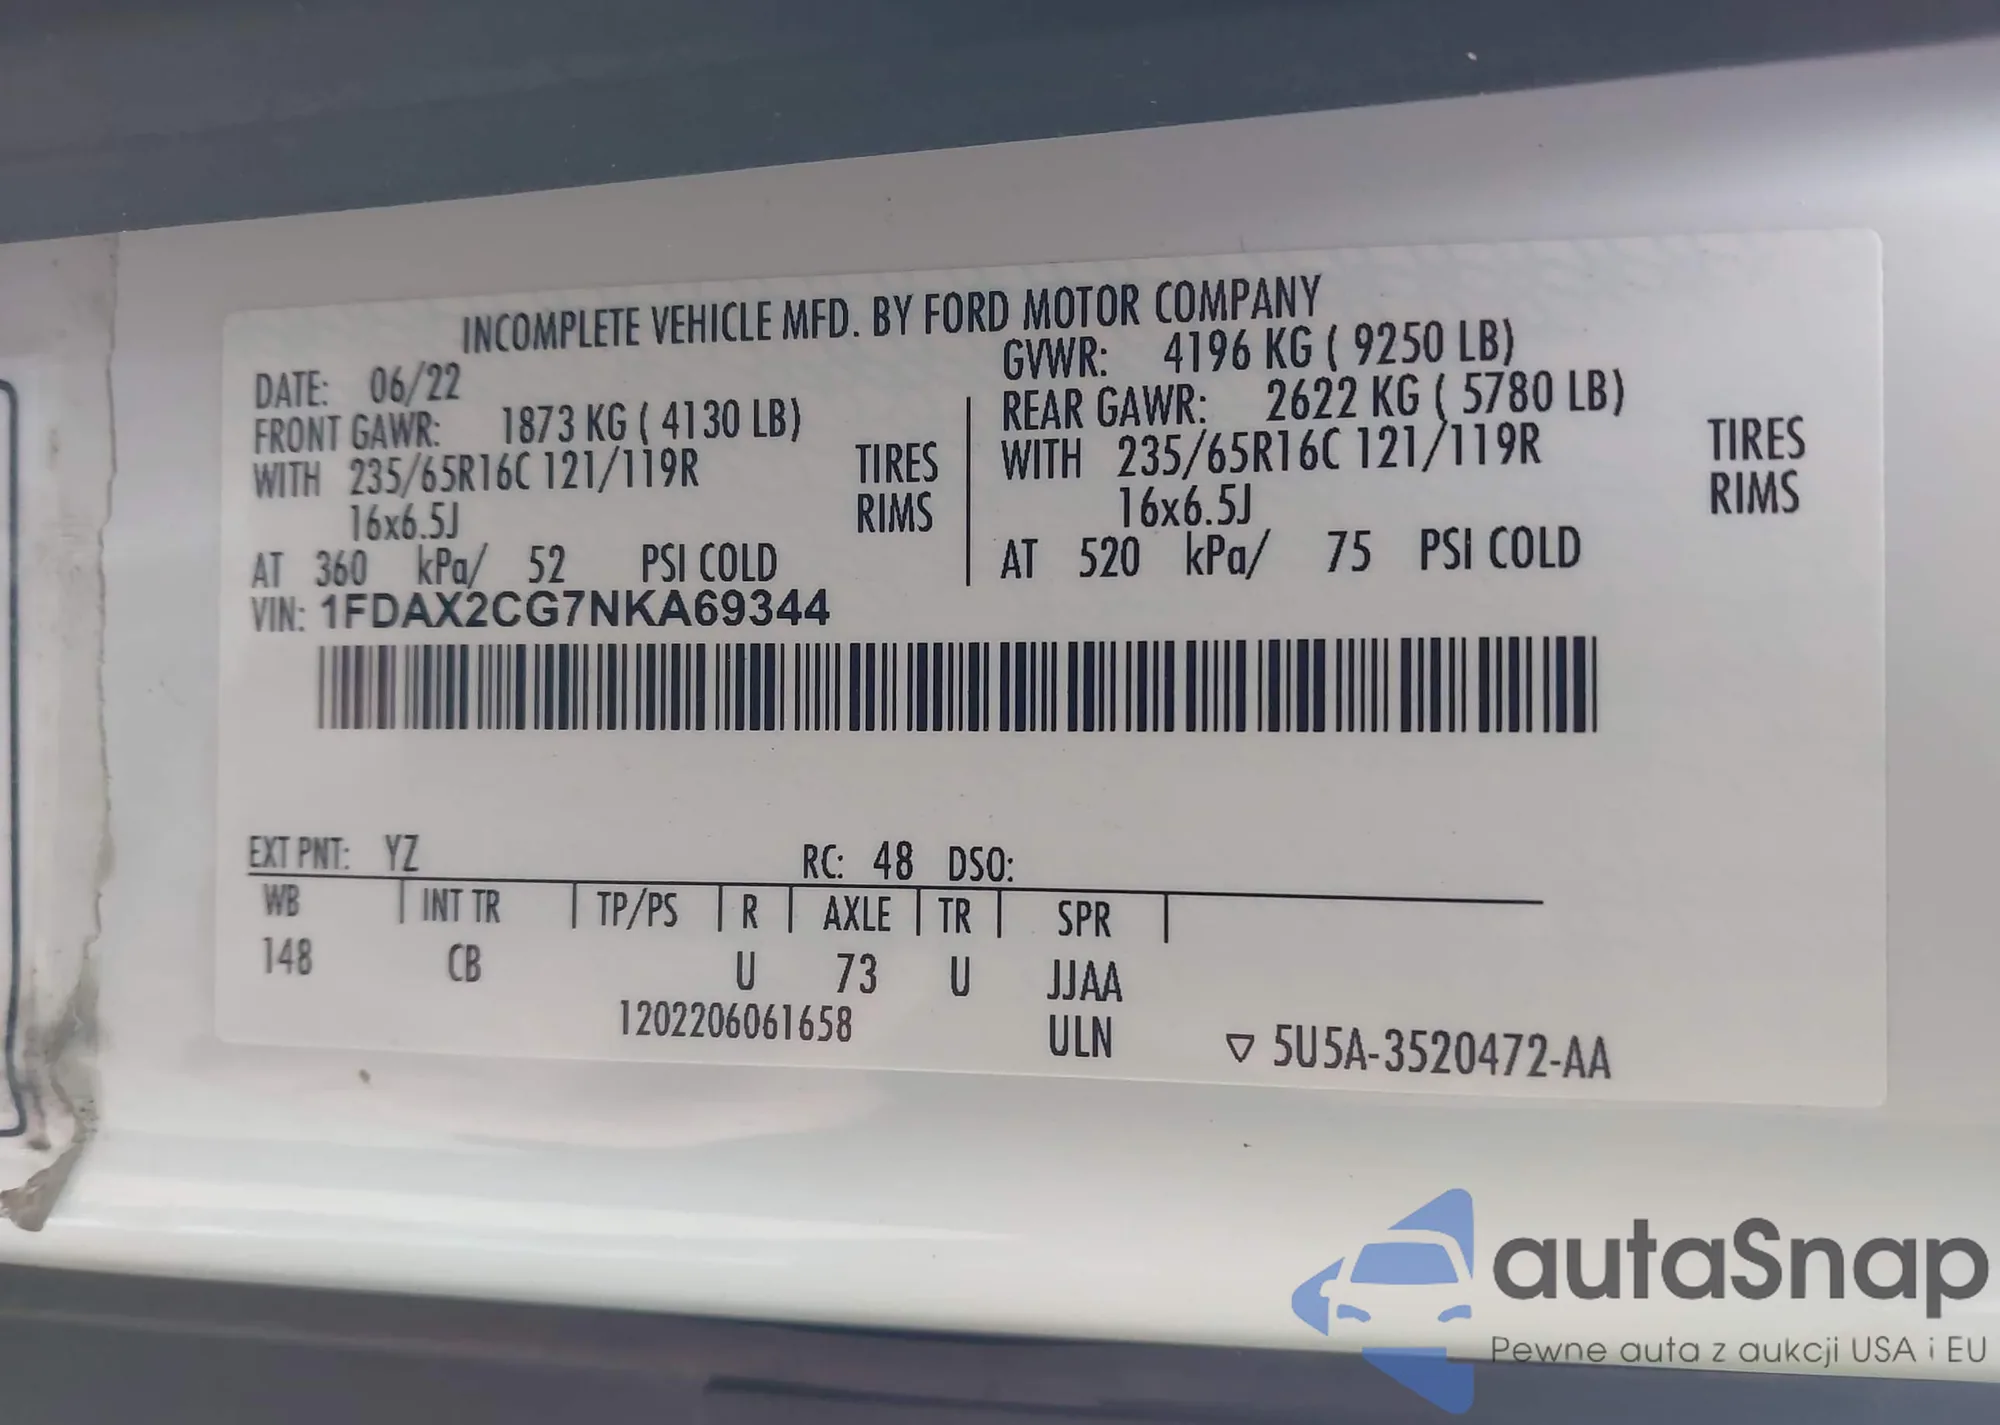 INCOMPLETE VEHICLE MFD. BY FORD MOTOR COMPANY
DATE: 06/22 GVWR: 4196 KG ( 9250 LB)
FRONT GAWR: 1873 KG ( 4130 LB) REAR GAWR: 2622 KG ( 5780 LB)
WITH 235/65R16C 121/119R TIRES WITH 235/65R16C 121/119R TIRES
16x6.5J RIMS 16x6.5J RIMS
AT 360 kPa/ 52 PSI COLD AT 520 kPa/ 75 PSI COLD
VIN: 1FDAX2CG7NKA69344
EXT PNT: YZ RC: 48 DSO:
WB INT TR TP/PS R AXLE TR SPR
148 CB U 73 U JJAA
1202206061658 ULN ▽ 5U5A-3520472-AA
autaSnap
Pewne auta z aukcji USA i EU